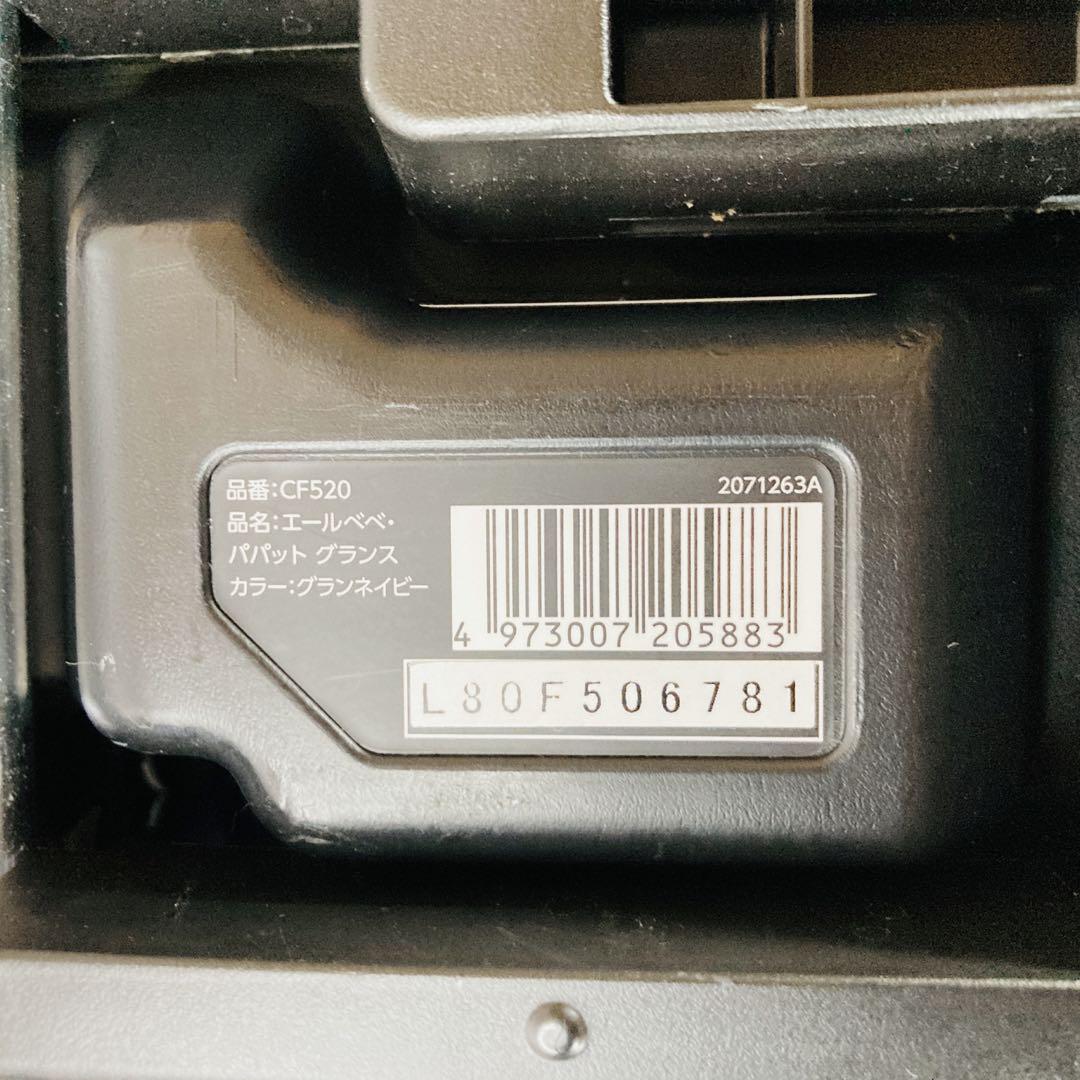 品番:CF520
2071263A
品名:エールベベ・
パパット グランス
カラー:グランネイビー
4 973007 205883
L80F506781